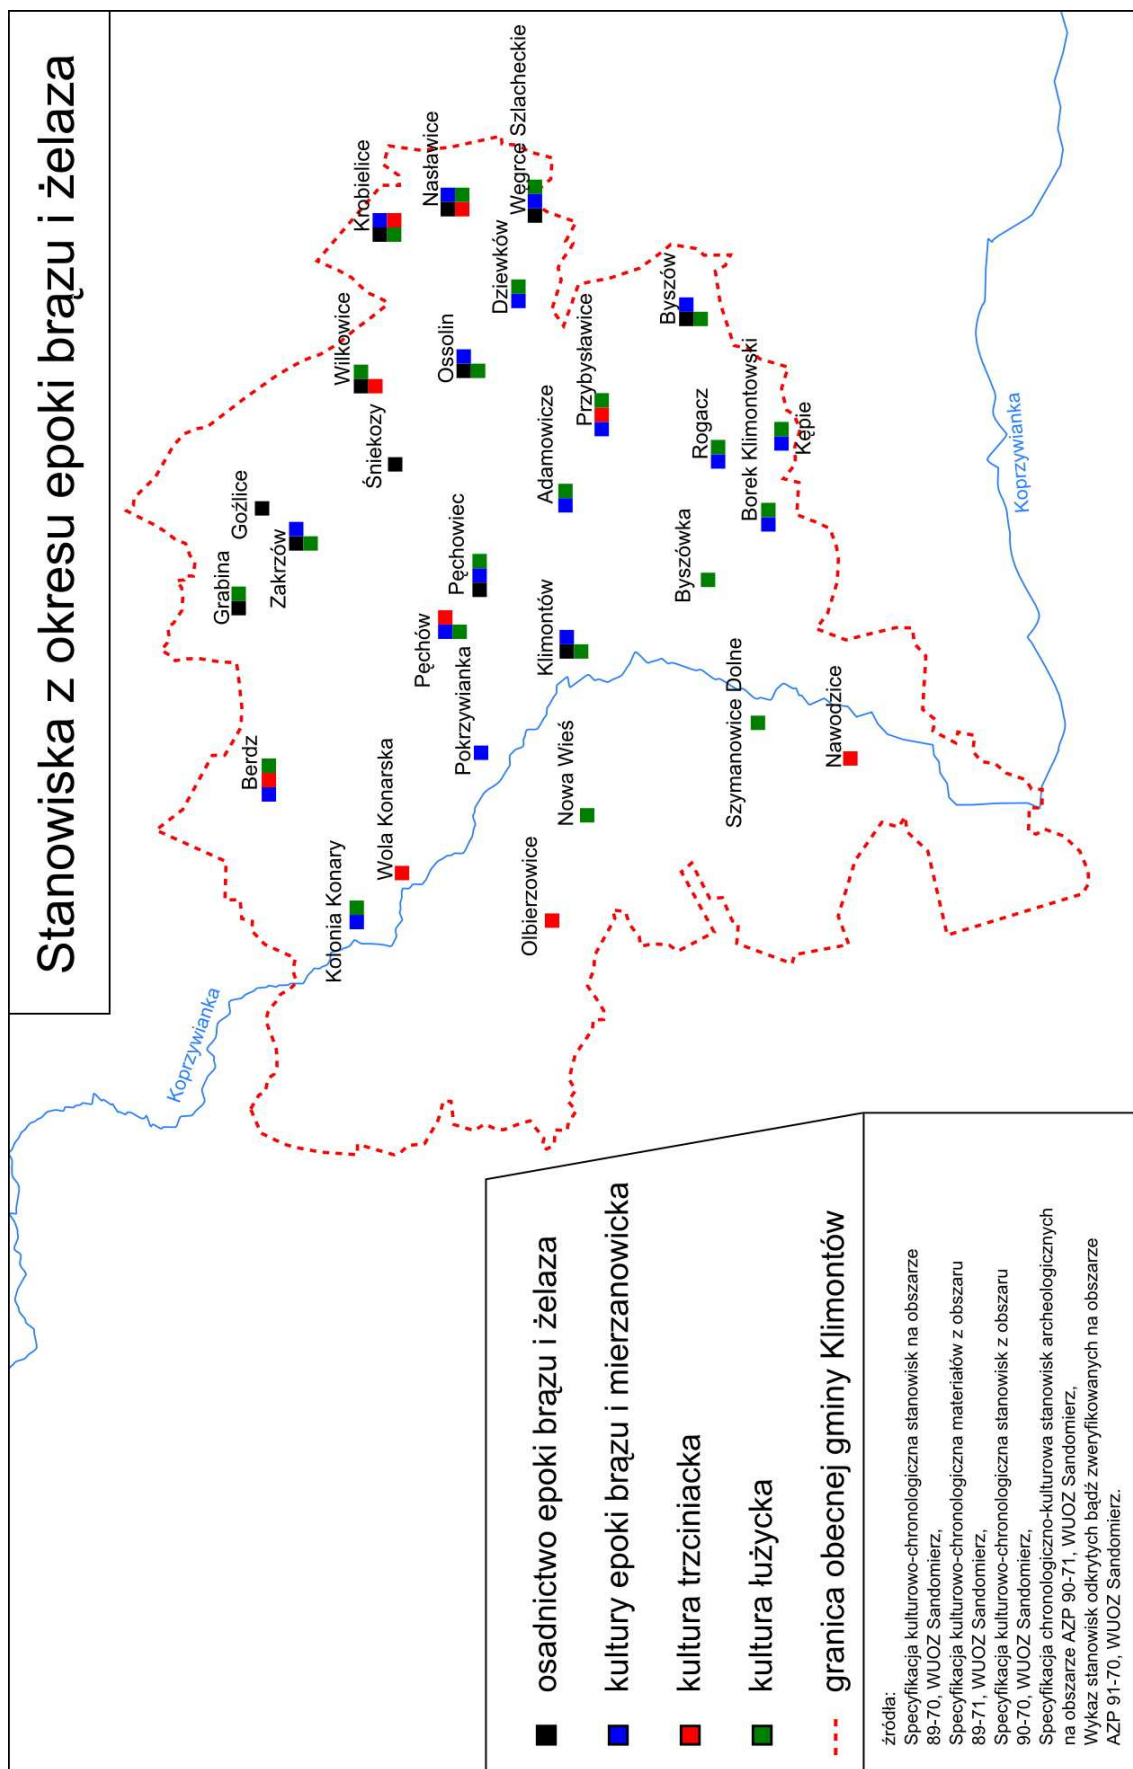 Stanowiska z okresu epoki brązu i żelaza
Koprzywianka
Grabina
Goźlice
Zakrzów
Berdz
Wilkowice
Krobielice
Śniekozy
Kolonia Konary
Wola Konarska
Pęchów
Pęchowiec
Pokrzywianka
Ossolin
Nasławice
Dziewków
Węgrce Szlacheckie
Olbierzowice
Nowa Wieś
Klimontów
Adamowicze
Przybysławice
Byszów
Rogacz
Byszówka
Szymanowice Dolne
Borek Klimontowski
Kępie
Nawodzice
Koprzywianka
osadnictwo epoki brązu i żelaza
kultury epoki brązu i mierzanowicka
kultura trzciniacka
kultura łużycka
granica obecnej gminy Klimontów
źródła:
Specyfikacja kulturowo-chronologiczna stanowisk na obszarze
89-70, WUOZ Sandomierz,
Specyfikacja kulturowo-chronologiczna materiałów z obszaru
89-71, WUOZ Sandomierz,
Specyfikacja kulturowo-chronologiczna stanowisk z obszaru
90-70, WUOZ Sandomierz,
Specyfikacja chronologiczno-kulturowa stanowisk archeologicznych
na obszarze AZP 90-71, WUOZ Sandomierz,
Wykaz stanowisk odkrytych bądź zweryfikowanych na obszarze
AZP 91-70, WUOZ Sandomierz.